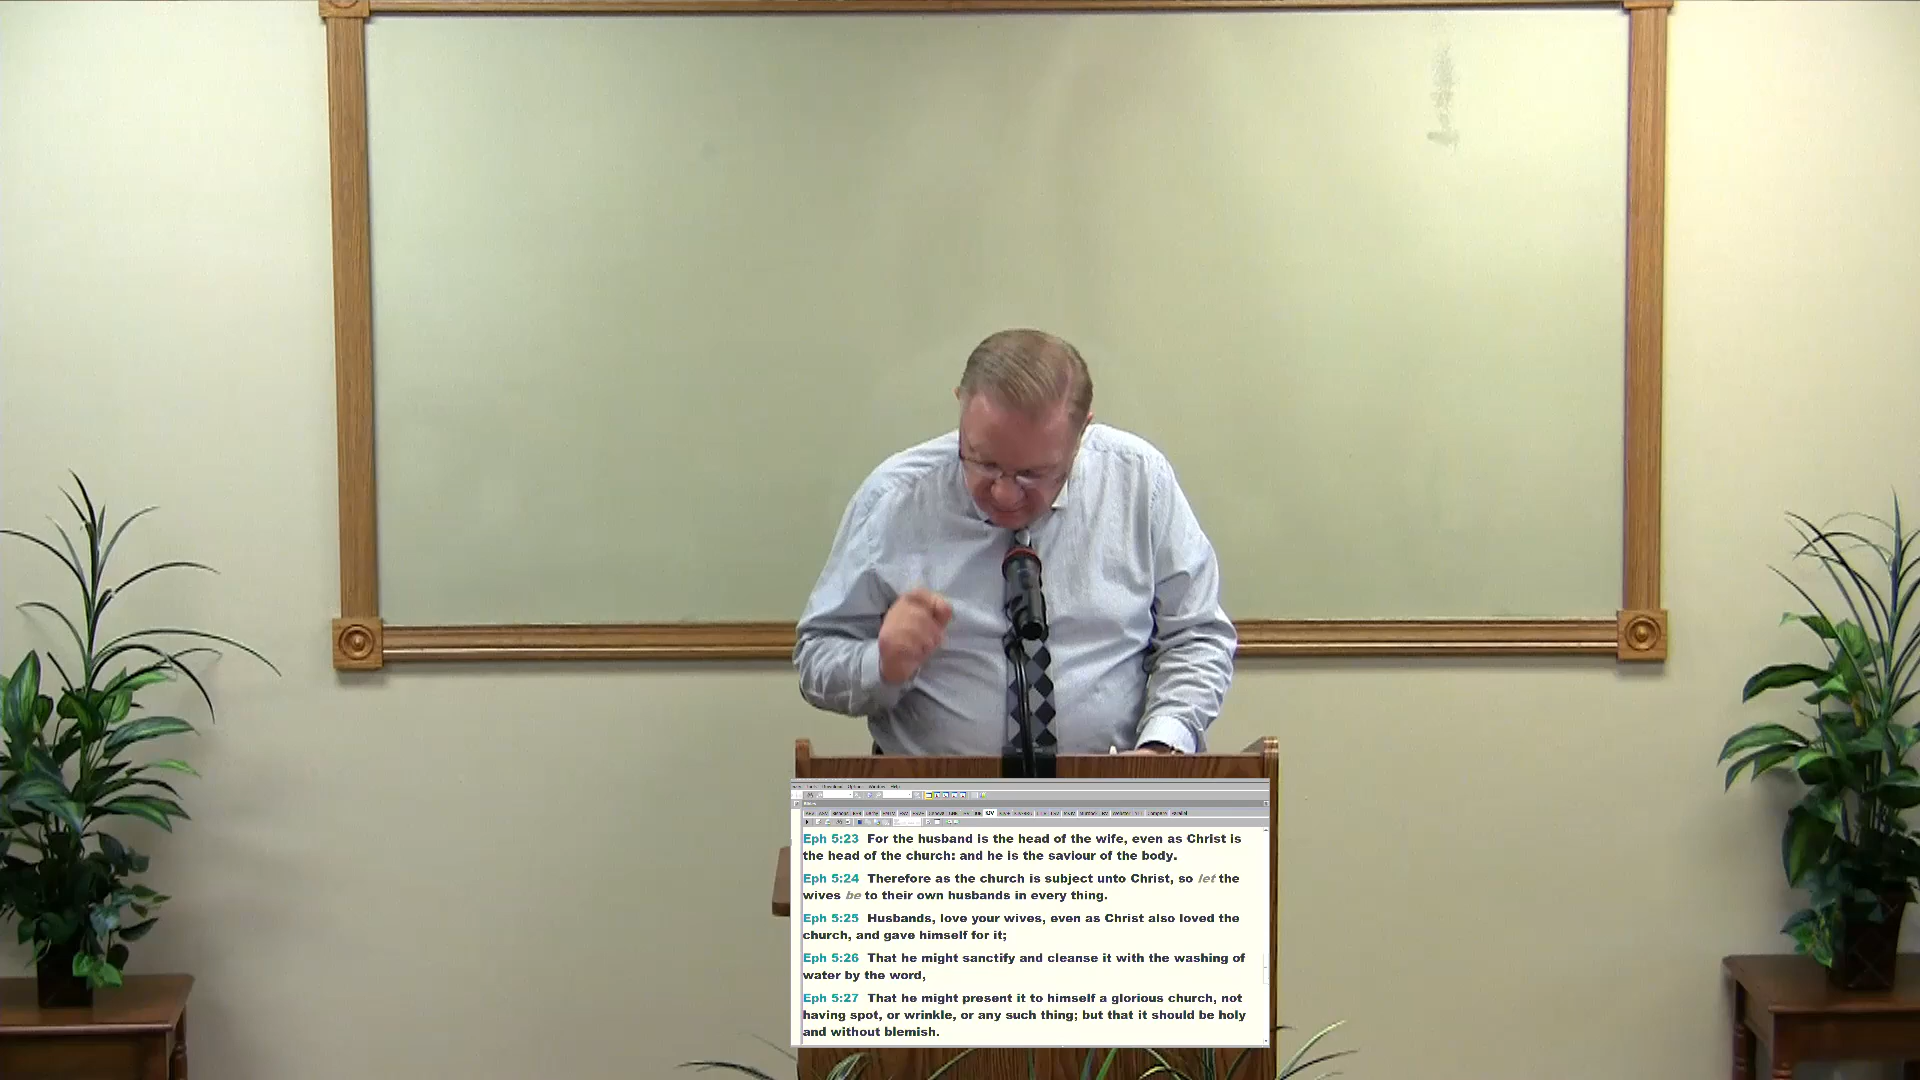 Eph 5:23 For the husband is the head of the wife, even as Christ is
the head of the church: and he is the saviour of the body.
Eph 5:24 Therefore as the church is subject unto Christ, so let the
wives be to their own husbands in every thing.
Eph 5:25 Husbands, love your wives, even as Christ also loved the
church, and gave himself for it;
Eph 5:26 That he might sanctify and cleanse it with the washing of
water by the word,
Eph 5:27 That he might present it to himself a glorious church, not
having spot, or wrinkle, or any such thing; but that it should be holy
and without blemish.